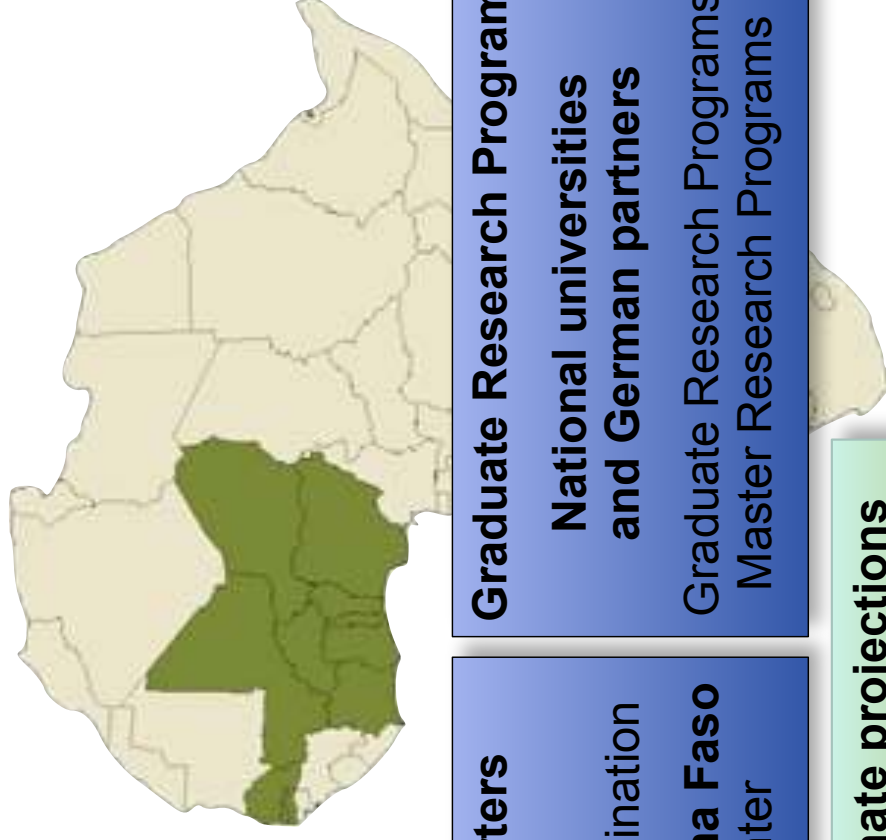 ters
ination
na Faso
ter
Graduate Research Program
National universities
and German partners
Graduate Research Programs
Master Research Programs
projections